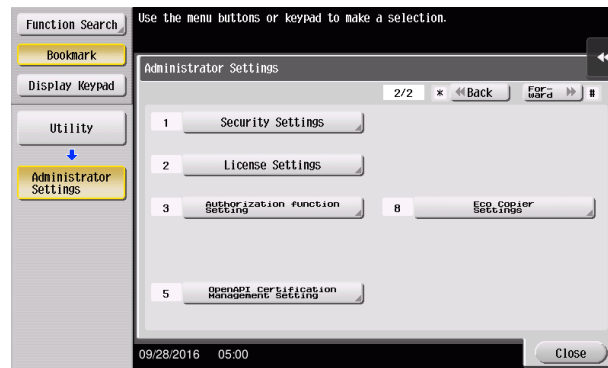 Function Search
Bookmark
Display Keypad
Utility
Administrator
Settings
Use the menu buttons or keypad to make a selection.
Administrator Settings
2/2 * Back For-
ward #
1 Security Settings
2 License Settings
3 Authorization function
Setting
8 Eco Copier
Settings
5 OpenAPI Certification
Management Setting
09/28/2016 05:00
Close